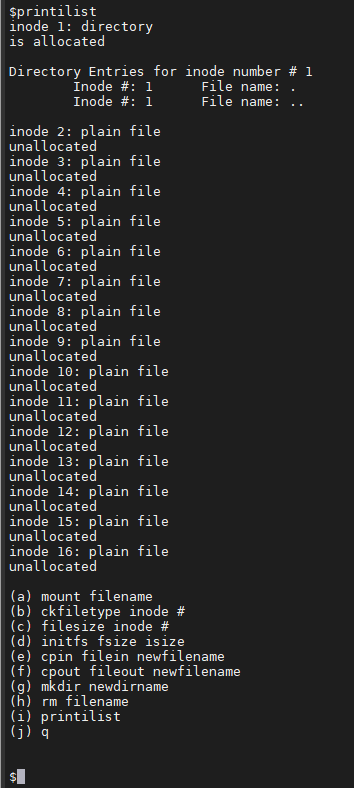 $printilist
inode 1: directory
is allocated
Directory Entries for inode number # 1
Inode #: 1 File name: .
Inode #: 1 File name: ..
inode 2: plain file
unallocated
inode 3: plain file
unallocated
inode 4: plain file
unallocated
inode 5: plain file
unallocated
inode 6: plain file
unallocated
inode 7: plain file
unallocated
inode 8: plain file
unallocated
inode 9: plain file
unallocated
inode 10: plain file
unallocated
inode 11: plain file
unallocated
inode 12: plain file
unallocated
inode 13: plain file
unallocated
inode 14: plain file
unallocated
inode 15: plain file
unallocated
inode 16: plain file
unallocated
(a) mount filename
(b) ckfiletype inode #
(c) filesize inode #
(d) initfs fsize isize
(e) cpin filein newfilename
(f) cpout fileout newfilename
(g) mkdir newdirname
(h) rm filename
(i) printilist
(j) q
$